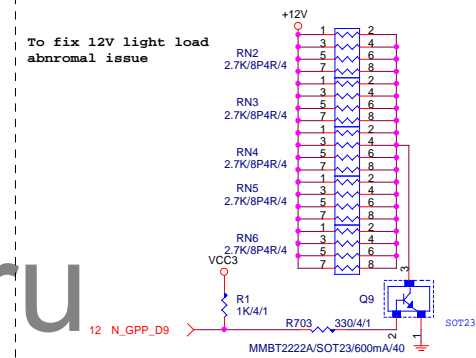 +12V
To fix 12V light load
abnromal issue
1 2
3 4
RN2
5 6
2.7K/8P4R/4
7 8
1 2
3 4
RN3
5 6
2.7K/8P4R/4
7 8
1 2
3 4
RN4
5 6
2.7K/8P4R/4
7 8
1 2
RN5
3 4
2.7K/8P4R/4
5 6
7 8
1 2
RN6
3 4
2.7K/8P4R/4
5 6
7 8
VCC3
3
R1
1K/4/1
Q9
ru
12 N_GPP_D9
R703 330/4/1
2
1
SOT23
MMBT2222A/SOT23/600mA/40